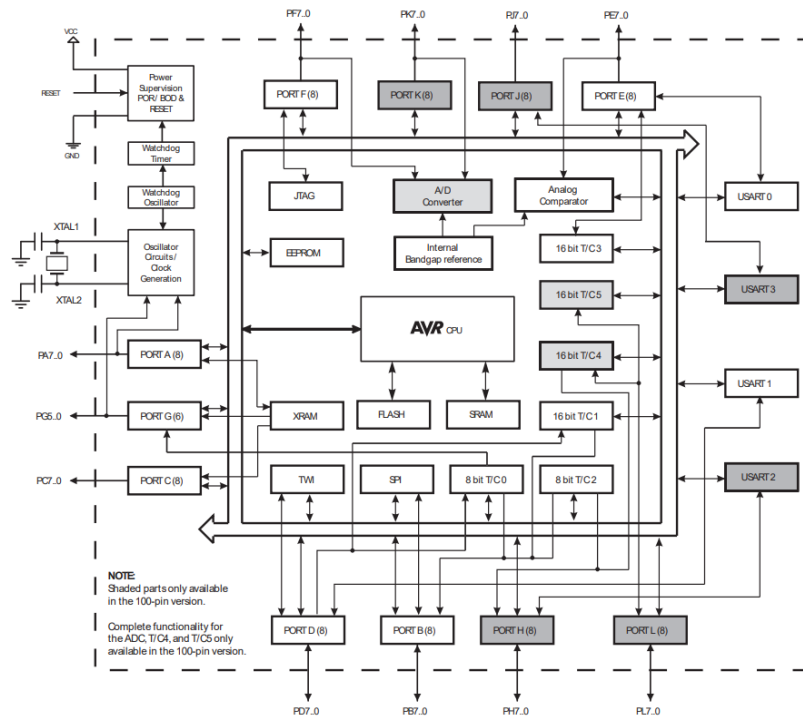 PF7..0
PK7..0
PJ7..0
PE7..0
VCC
RESET
GND
Power
Supervision
POR/ BOD &
RESET
Watchdog
Timer
Watchdog
Oscillator
XTAL1
XTAL2
Oscillator
Circuits /
Clock
Generation
PORT F (8)
PORT K (8)
PORT J (8)
PORT E (8)
JTAG
A/D
Converter
Analog
Comparator
USART 0
EEPROM
Internal
Bandgap reference
16 bit T/C3
16 bit T/C5
USART 3
AVR CPU
16 bit T/C4
PA7..0
PORT A (8)
USART 1
PG5..0
PORT G (6)
XRAM
FLASH
SRAM
16 bit T/C1
PC7..0
PORT C (8)
TWI
SPI
8 bit T/C0
8 bit T/C2
USART 2
NOTE:
Shaded parts only available
in the 100-pin version.
Complete functionality for
the ADC, T/C4, and T/C5 only
available in the 100-pin version.
PORT D (8)
PORT B (8)
PORT H (8)
PORT L (8)
PD7..0
PB7..0
PH7..0
PL7..0